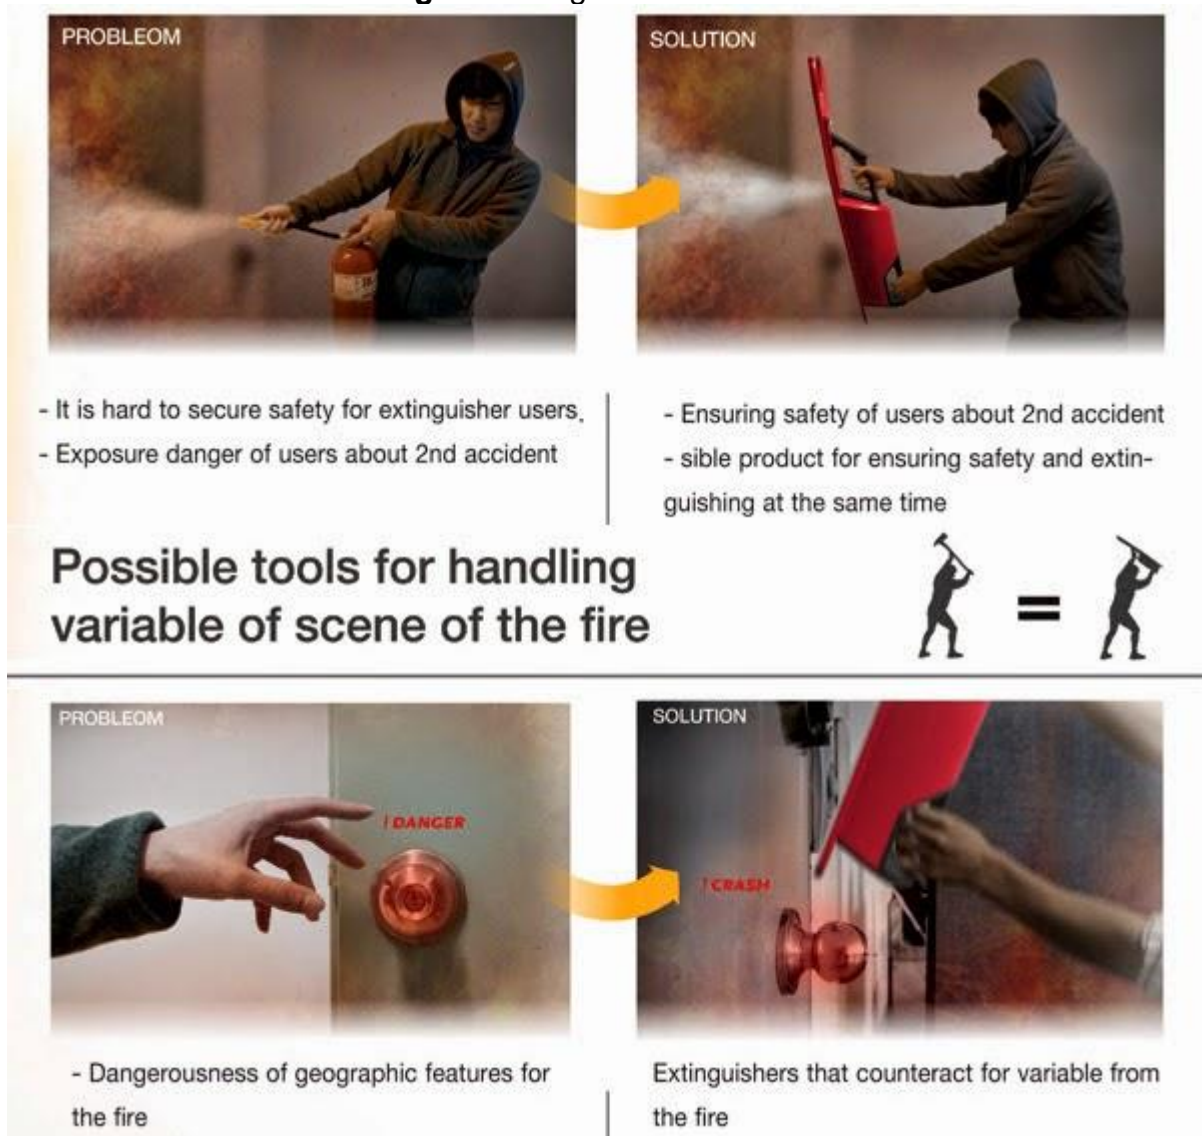 PROBLEOM
SOLUTION
- It is hard to secure safety for extinguisher users.
- Exposure danger of users about 2nd accident
- Ensuring safety of users about 2nd accident
- sible product for ensuring safety and extin-
guishing at the same time
Possible tools for handling
variable of scene of the fire
=
PROBLEOM
! DANGER
SOLUTION
! CRASH
- Dangerousness of geographic features for
the fire
Extinguishers that counteract for variable from
the fire